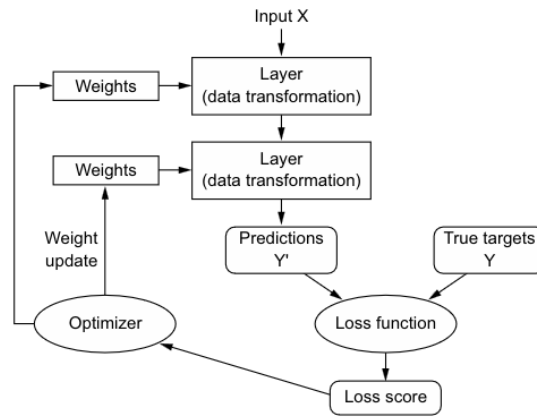 Input X
Weights
Layer
(data transformation)
Weights
Layer
(data transformation)
Weight
update
Predictions
Y'
True targets
Y
Optimizer
Loss function
Loss score